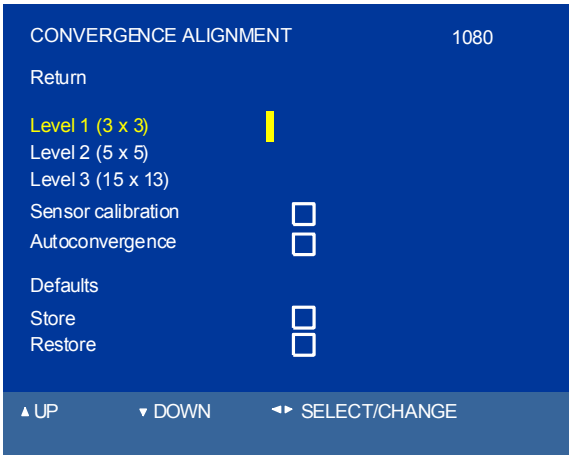 CONVERGENCE ALIGNMENT 1080
Return
Level 1 (3 x 3)
Level 2 (5 x 5)
Level 3 (15 x 13)
Sensor calibration
Autoconvergence
Defaults
Store
Restore
▲ UP ▼ DOWN ◄► SELECT/CHANGE